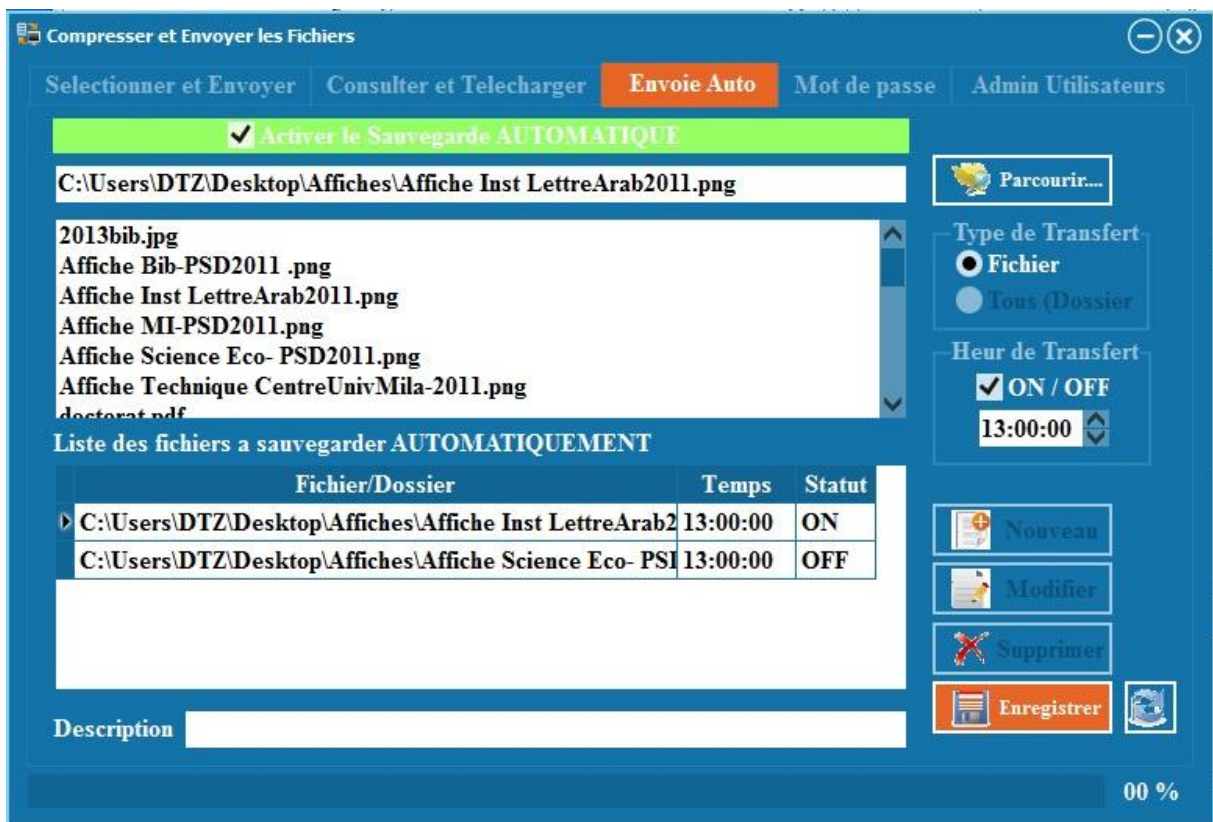 Compresser et Envoyer les Fichiers
Selectionner et Envoyer Consulter et Telecharger Envoie Auto Mot de passe Admin Utilisateurs
Activer le Sauvegarde AUTOMATIQUE
C:\Users\DTZ\Desktop\Affiches\Affiche Inst LettreArab2011.png
Parcourir....
2013bib.jpg
Affiche Bib-PSD2011 .png
Affiche Inst LettreArab2011.png
Affiche MI-PSD2011.png
Affiche Science Eco- PSD2011.png
Affiche Technique CentreUnivMila-2011.png
doctorat.pdf
Type de Transfert
Fichier
Tous (Dossier
Heur de Transfert
ON / OFF
13:00:00
Liste des fichiers a sauvegarder AUTOMATIQUEMENT
Fichier/Dossier Temps Statut
C:\Users\DTZ\Desktop\Affiches\Affiche Inst LettreArab2 13:00:00 ON
C:\Users\DTZ\Desktop\Affiches\Affiche Science Eco- PSI 13:00:00 OFF
Nouveau
Modifier
Supprimer
Enregistrer
Description
00 %